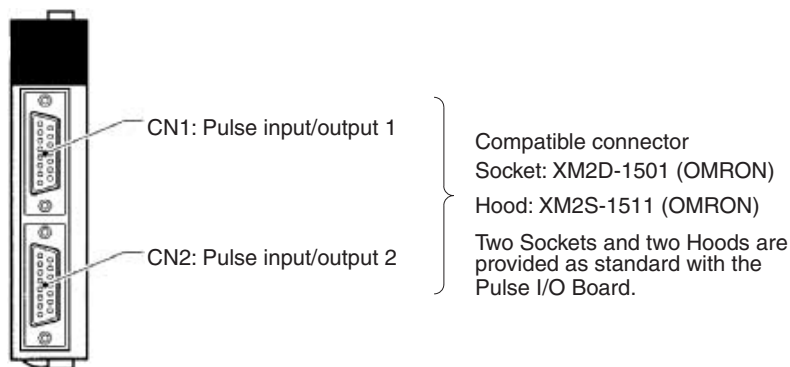 CN1: Pulse input/output 1
CN2: Pulse input/output 2
Compatible connector
Socket: XM2D-1501 (OMRON)
Hood: XM2S-1511 (OMRON)
Two Sockets and two Hoods are
provided as standard with the
Pulse I/O Board.